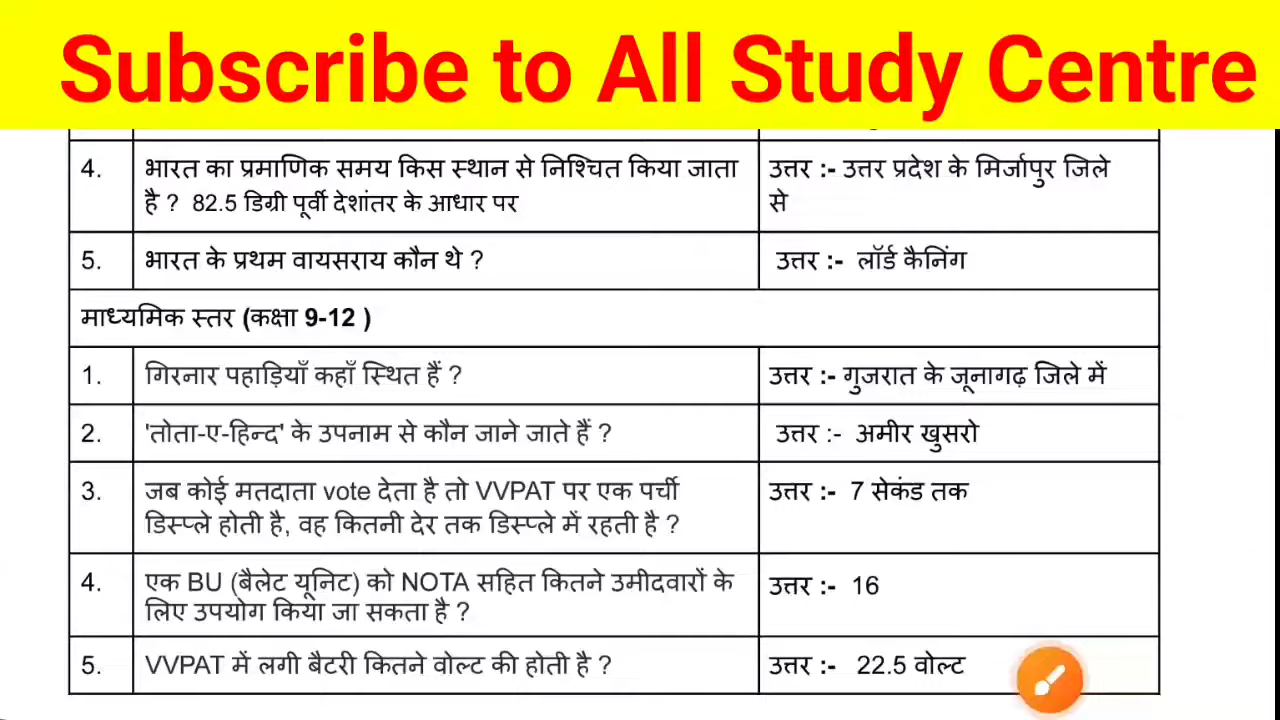 Subscribe to All Study Centre
4. भारत का प्रमाणिक समय किस स्थान से निश्चित किया जाता उत्तर :- उत्तर प्रदेश के मिर्जापुर जिले
है ? 82.5 डिग्री पूर्वी देशांतर के आधार पर से
5. भारत के प्रथम वायसराय कौन थे ? उत्तर :- लॉर्ड कैनिंग
माध्यमिक स्तर (कक्षा 9-12 )
1. गिरनार पहाड़ियाँ कहाँ स्थित हैं ? उत्तर :- गुजरात के जूनागढ़ जिले में
2. 'तोता-ए-हिन्द' के उपनाम से कौन जाने जाते हैं ? उत्तर :- अमीर खुसरो
3. जब कोई मतदाता vote देता है तो VVPAT पर एक पर्ची उत्तर :- 7 सेकंड तक
डिस्प्ले होती है, वह कितनी देर तक डिस्प्ले में रहती है ?
4. एक BU (बैलेट यूनिट) को NOTA सहित कितने उमीदवारों के उत्तर :- 16
लिए उपयोग किया जा सकता है ?
5. VVPAT में लगी बैटरी कितने वोल्ट की होती है ? उत्तर :- 22.5 वोल्ट